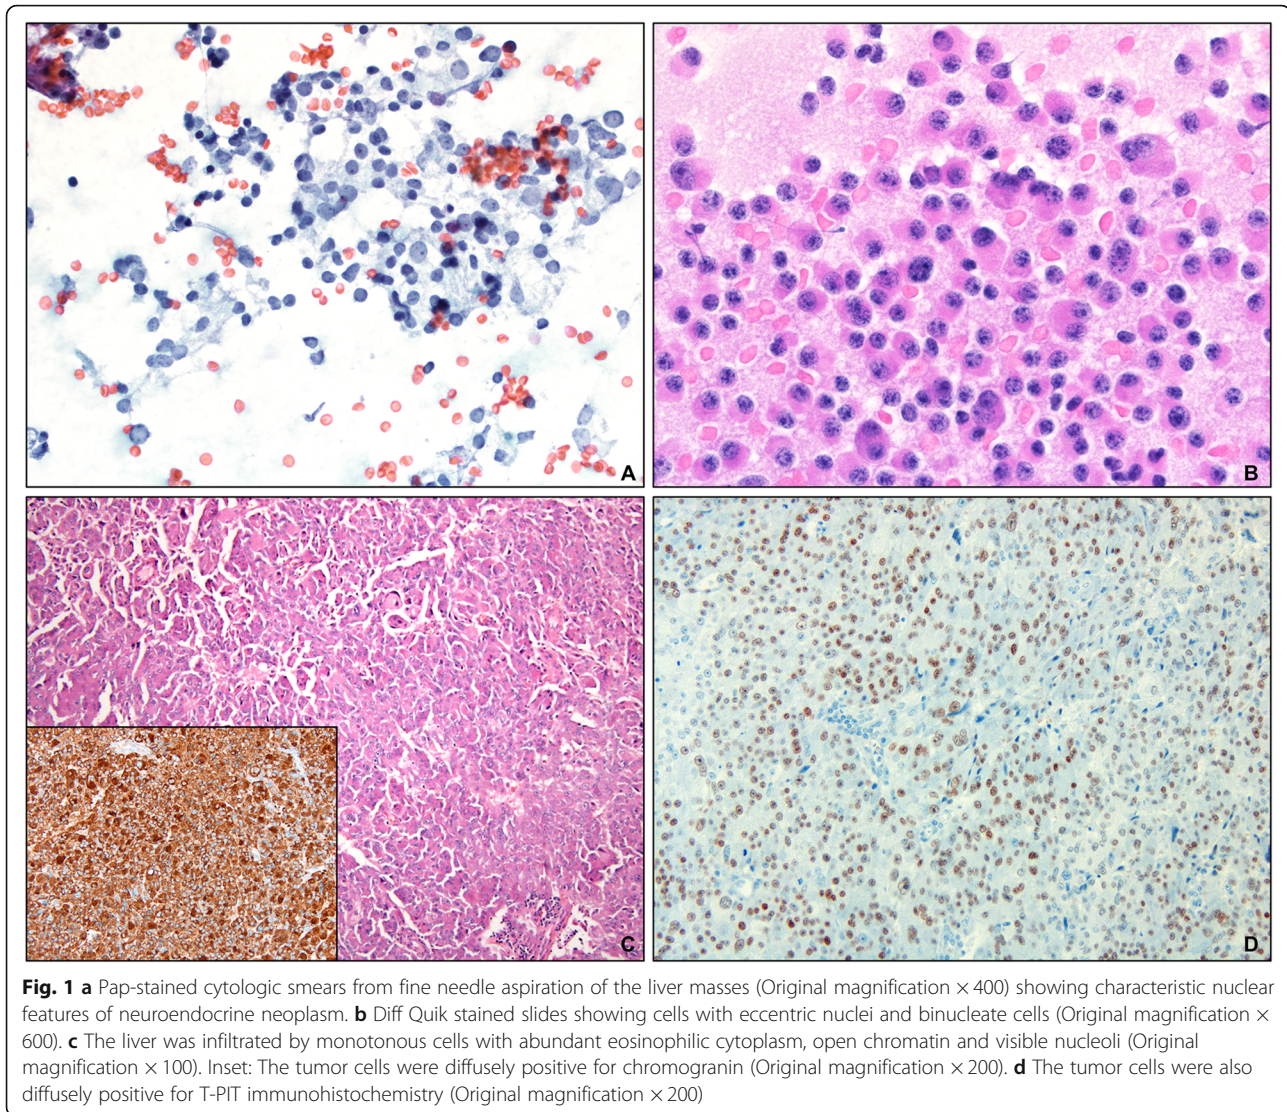 A
B
C
D
Fig. 1 a Pap-stained cytologic smears from fine needle aspiration of the liver masses (Original magnification × 400) showing characteristic nuclear
features of neuroendocrine neoplasm. b Diff Quik stained slides showing cells with eccentric nuclei and binucleate cells (Original magnification ×
600). c The liver was infiltrated by monotonous cells with abundant eosinophilic cytoplasm, open chromatin and visible nucleoli (Original
magnification × 100). Inset: The tumor cells were diffusely positive for chromogranin (Original magnification × 200). d The tumor cells were also
diffusely positive for T-PIT immunohistochemistry (Original magnification × 200)